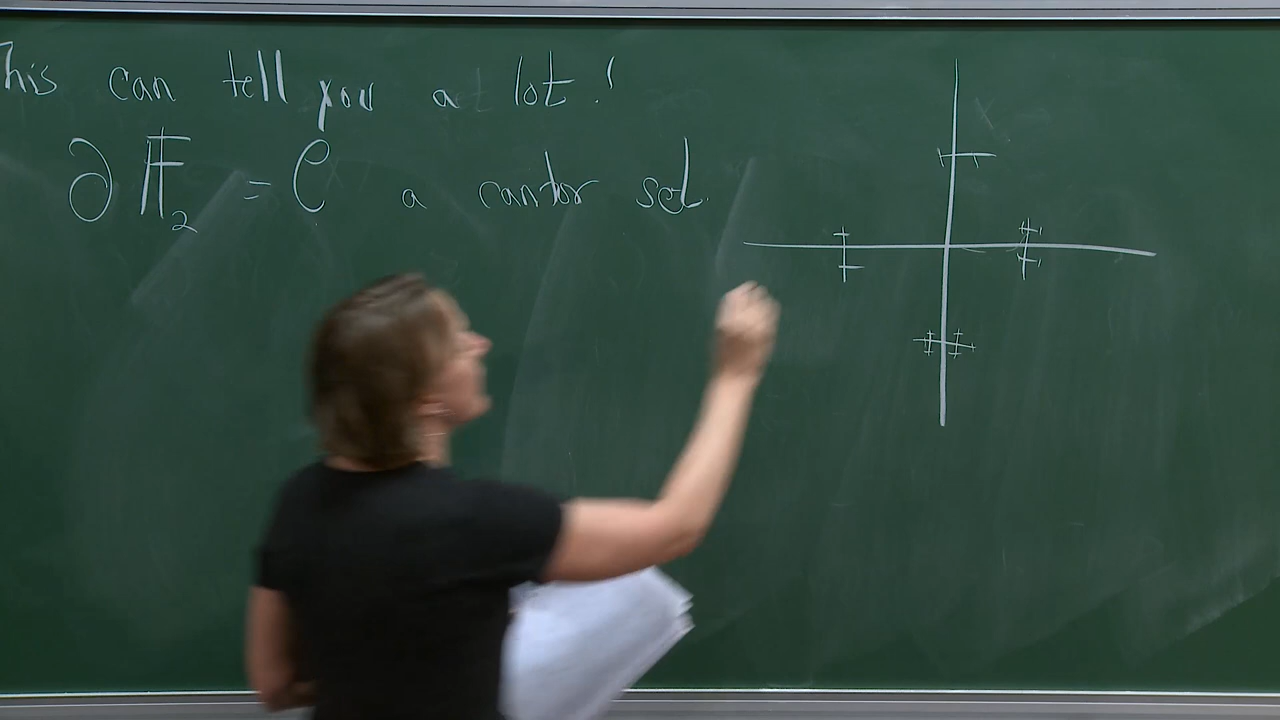 This can tell you a lot!
∂𝔽₂ = C a cantor set